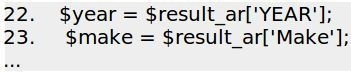 22.    $year = $result_ar['YEAR'];
23.     $make = $result_ar['Make'];
...